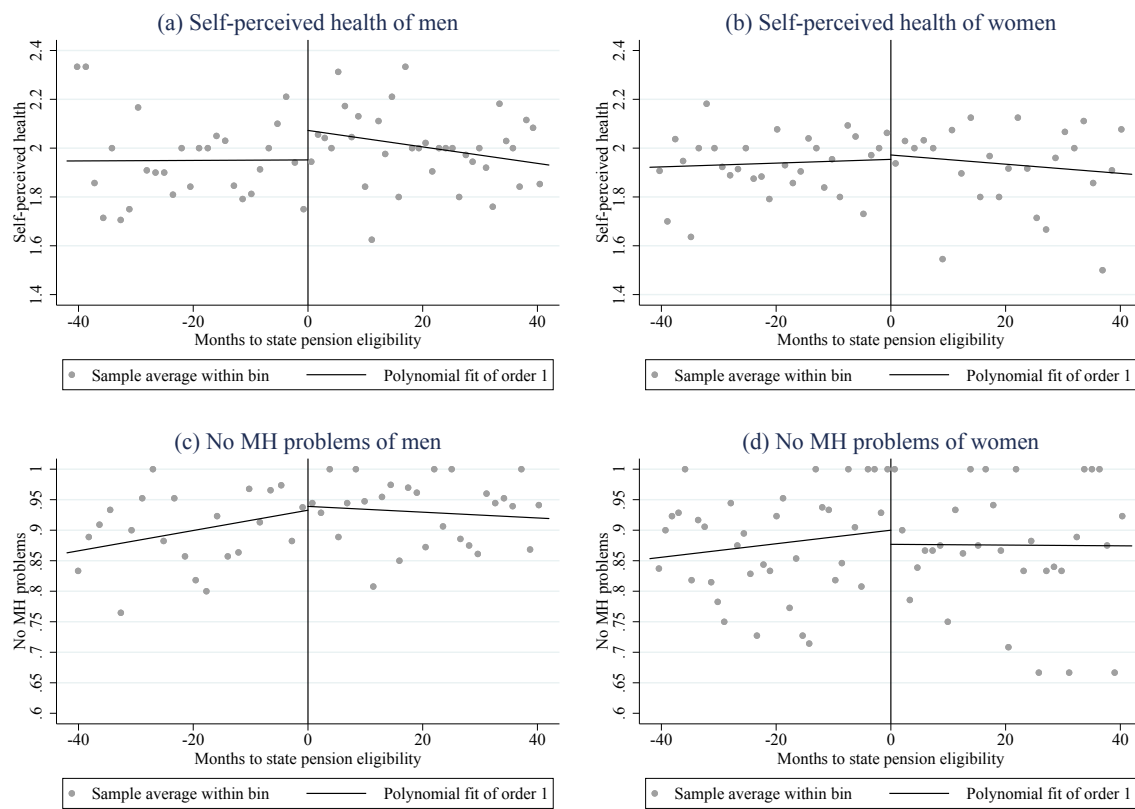 (a) Self-perceived health of men
Self-perceived health
2.4
2.2
2
1.8
1.6
1.4
-40 -20 0 20 40
Months to state pension eligibility
Sample average within bin Polynomial fit of order 1
(b) Self-perceived health of women
Self-perceived health
2.4
2.2
2
1.8
1.6
1.4
-40 -20 0 20 40
Months to state pension eligibility
Sample average within bin Polynomial fit of order 1
(c) No MH problems of men
No MH problems
1
.95
.9
.85
.8
.75
.7
.65
.6
-40 -20 0 20 40
Months to state pension eligibility
Sample average within bin Polynomial fit of order 1
(d) No MH problems of women
No MH problems
1
.95
.9
.85
.8
.75
.7
.65
.6
-40 -20 0 20 40
Months to state pension eligibility
Sample average within bin Polynomial fit of order 1